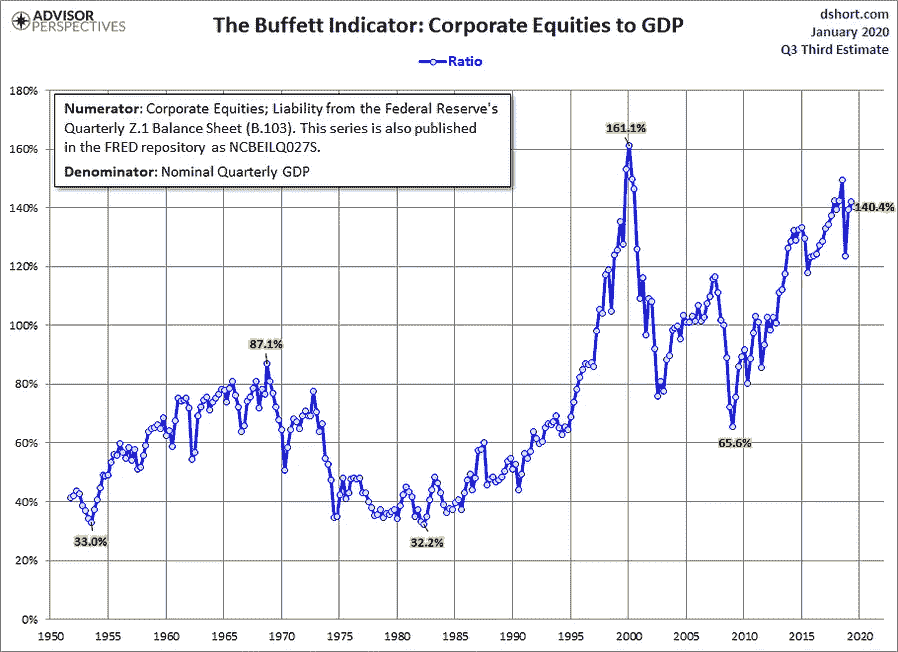 ADVISOR
PERSPECTIVES
The Buffett Indicator: Corporate Equities to GDP
dshort.com
January 2020
Q3 Third Estimate
Ratio
Numerator: Corporate Equities; Liability from the Federal Reserve's
Quarterly Z.1 Balance Sheet (B.103). This series is also published
in the FRED repository as NCBEILQ027S.
Denominator: Nominal Quarterly GDP
180%
160%
140%
120%
100%
80%
60%
40%
20%
0%
161.1%
140.4%
87.1%
65.6%
33.0%
32.2%
1950 1955 1960 1965 1970 1975 1980 1985 1990 1995 2000 2005 2010 2015 2020